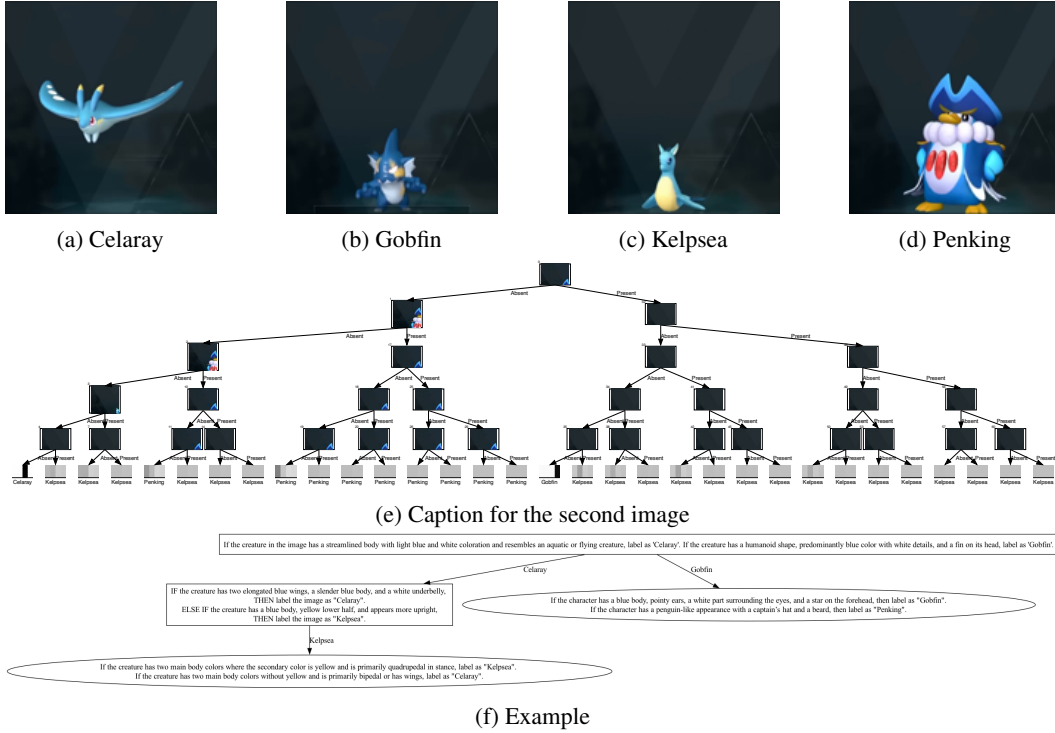 (a) Celaray
(b) Gobfin
(c) Kelpsea
(d) Penking
Absent
Present
Absent
Present
Absent
Present
Absent
Present
Absent
Present
Absent
Present
Absent
Present
Celaray Kelpsea Kelpsea Kelpsea Penking Kelpsea Kelpsea Kelpsea Penking Penking Penking Penking Penking Penking Penking Penking Gobfin Kelpsea Kelpsea Kelpsea Kelpsea Kelpsea Kelpsea Kelpsea Kelpsea Kelpsea Kelpsea Kelpsea Kelpsea Kelpsea Kelpsea Kelpsea
(e) Caption for the second image
If the creature in the image has a streamlined body with light blue and white coloration and resembles an aquatic or flying creature, label as 'Celaray'. If the creature has a humanoid shape, predominantly blue color with white details, and a fin on its head, label as 'Gobfin'.
Celaray
Gobfin
IF the creature has two elongated blue wings, a slender blue body, and a white underbelly,
THEN label the image as "Celaray".
ELSE IF the creature has a blue body, yellow lower half, and appears more upright,
THEN label the image as "Kelpsea".
If the character has a blue body, pointy ears, a white part surrounding the eyes, and a star on the forehead, then label as "Gobfin".
If the character has a penguin-like appearance with a captain's hat and a beard, then label as "Penking".
Kelpsea
If the creature has two main body colors where the secondary color is yellow and is primarily quadrupedal in stance, label as "Kelpsea".
If the creature has two main body colors without yellow and is primarily bipedal or has wings, label as "Celaray".
(f) Example